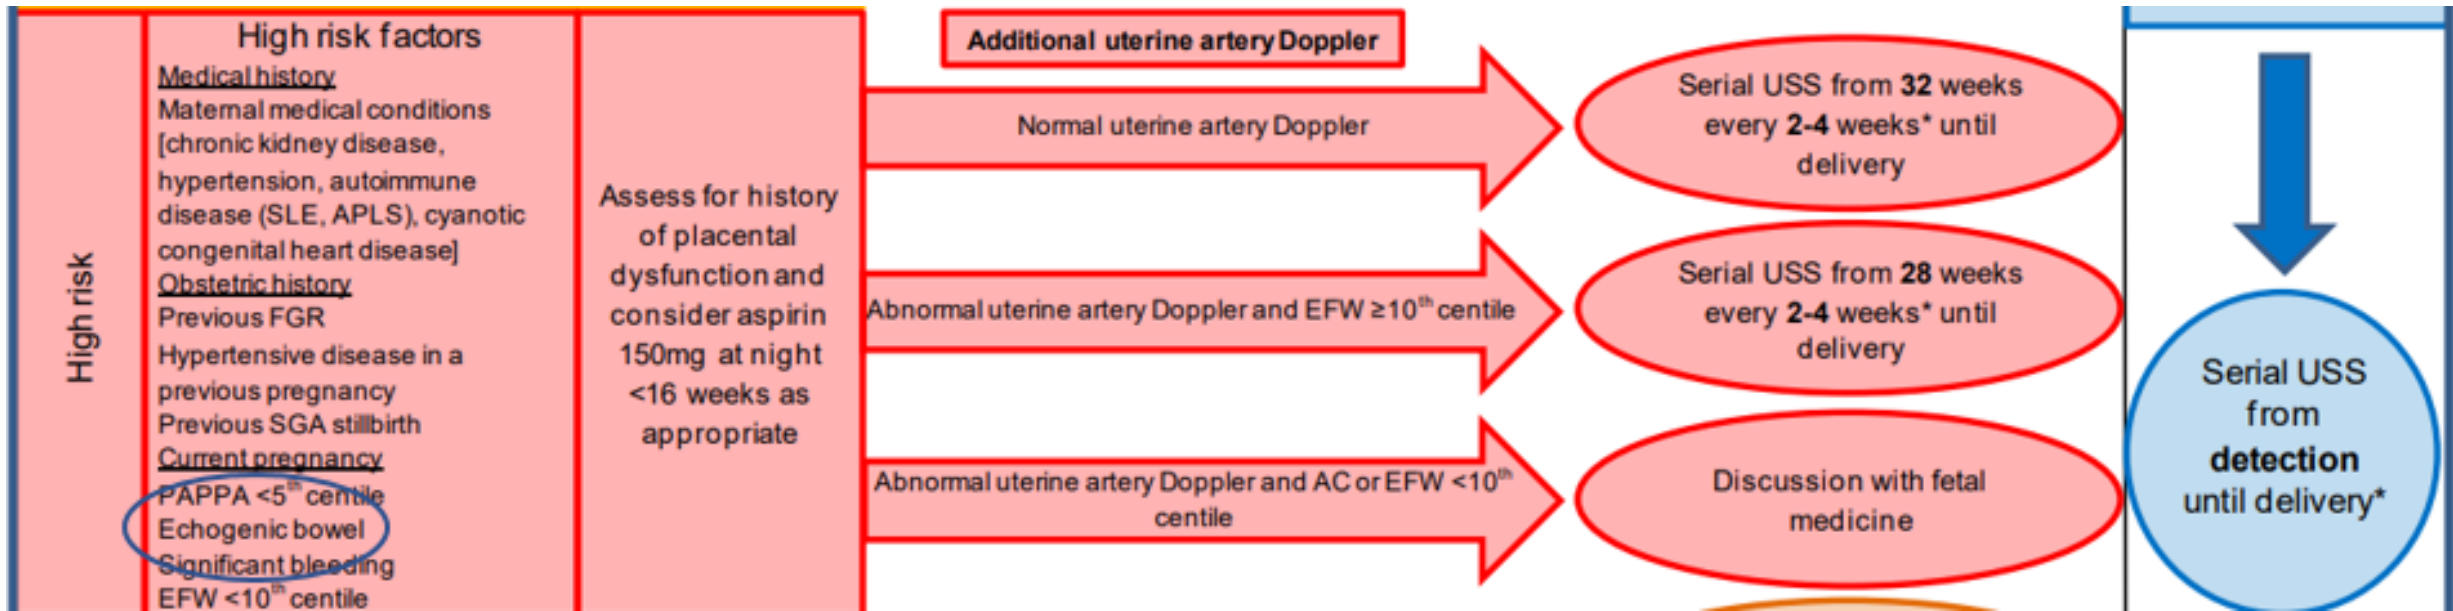 High risk
High risk factors
Medical history
Maternal medical conditions
[chronic kidney disease,
hypertension, autoimmune
disease (SLE, APLS), cyanotic
congenital heart disease]
Obstetric history
Previous FGR
Hypertensive disease in a
previous pregnancy
Previous SGA stillbirth
Current pregnancy
PAPPA <5th centile
Echogenic bowel
Significant bleeding
EFW <10th centile
Assess for history
of placental
dysfunction and
consider aspirin
150mg at night
<16 weeks as
appropriate
Additional uterine artery Doppler
Normal uterine artery Doppler
Serial USS from 32 weeks
every 2-4 weeks* until
delivery
Abnormal uterine artery Doppler and EFW ≥10th centile
Serial USS from 28 weeks
every 2-4 weeks* until
delivery
Abnormal uterine artery Doppler and AC or EFW <10th
centile
Discussion with fetal
medicine
Serial USS
from
detection
until delivery*